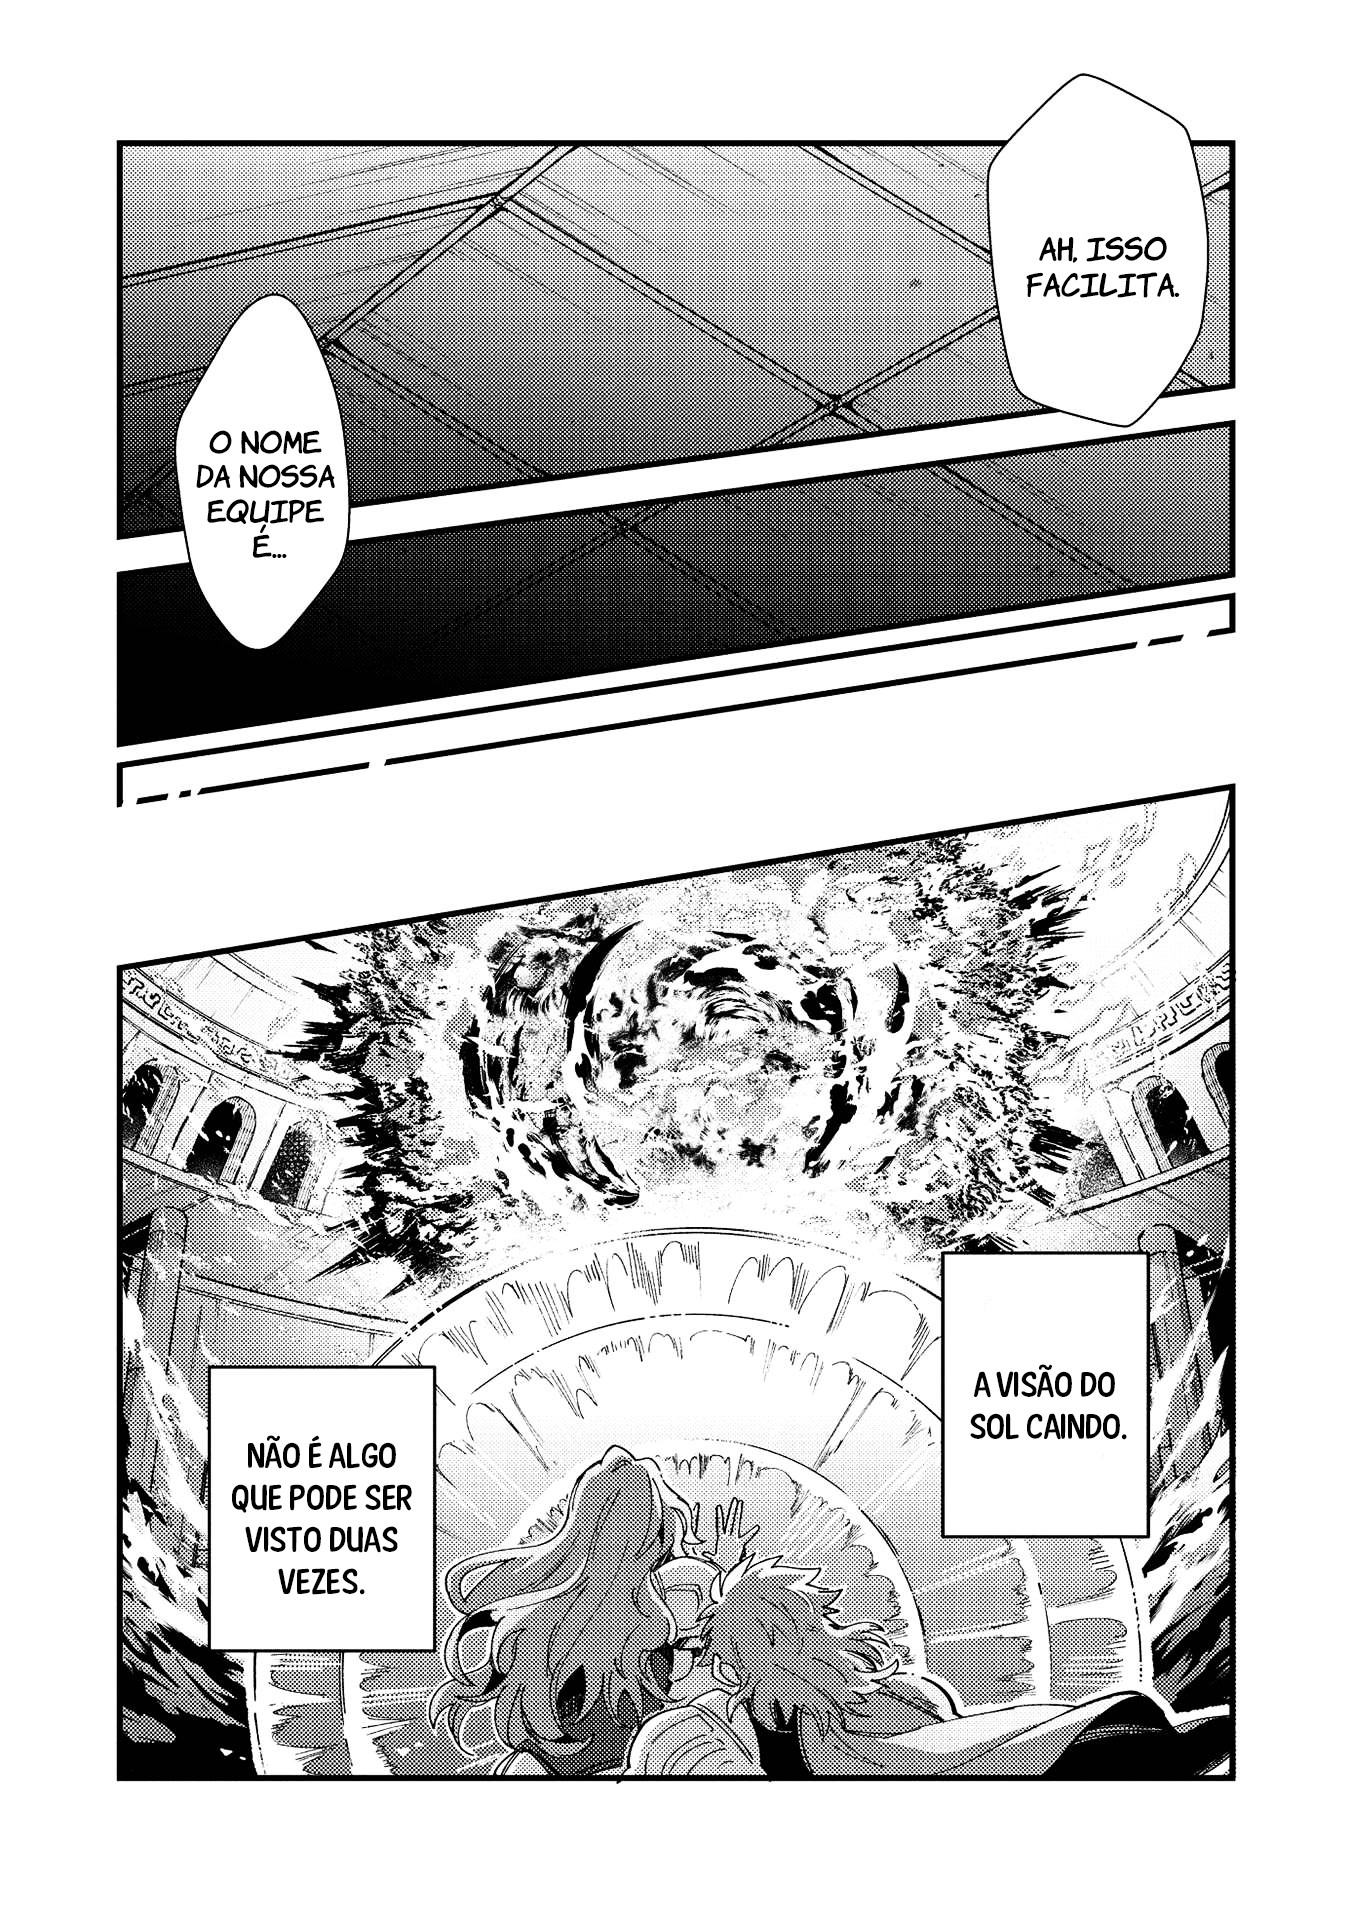 AH, ISSO
FACILITA.
O NOME
DA NOSSA
EQUIPE
É...
A VISÃO DO
SOL CAINDO.
NÃO É ALGO
QUE PODE SER
VISTO DUAS
VEZES.